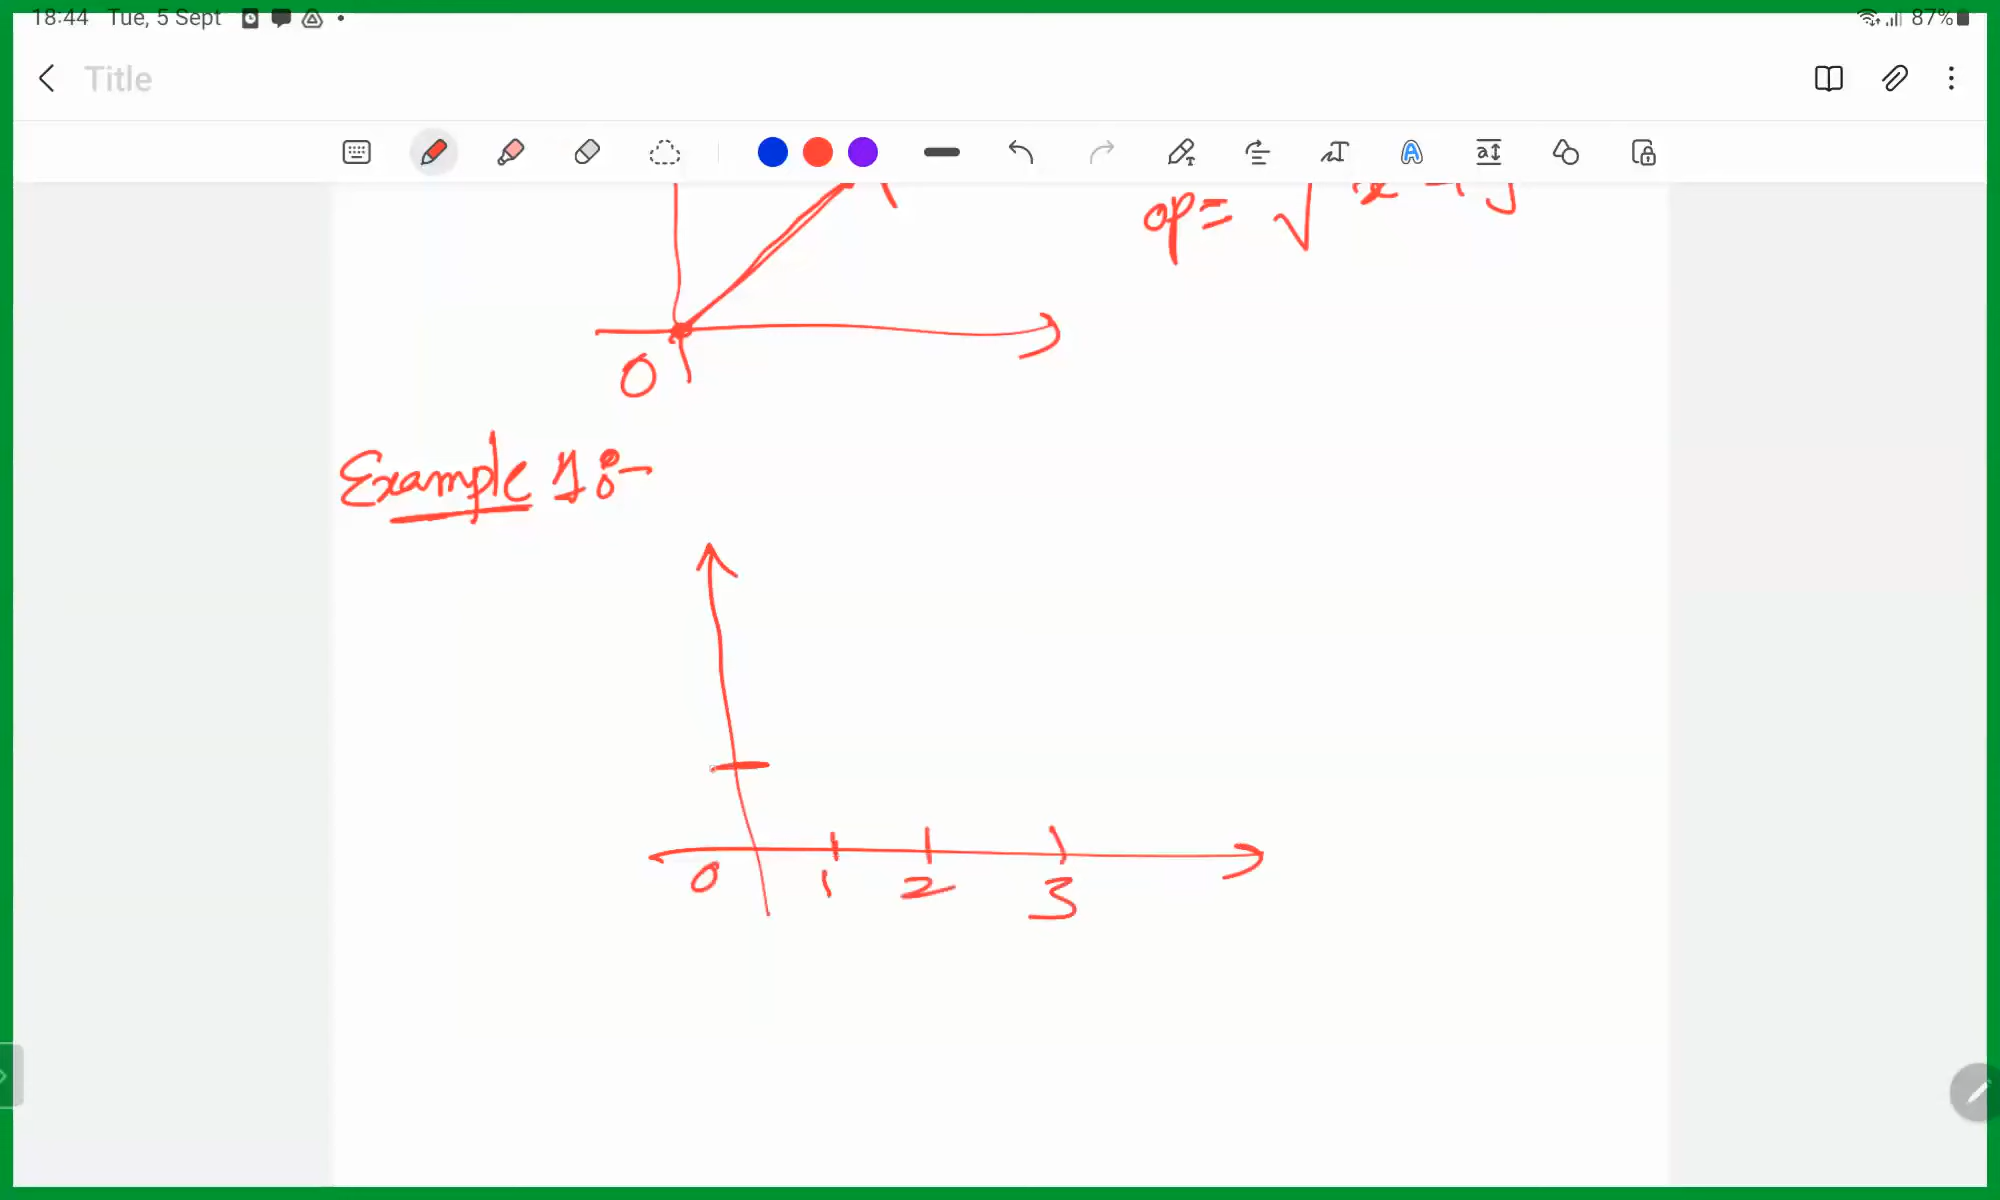 18:44 Tue, 5 Sept 87%
Title
op = √
0
Example 1 :-
0 1 2 3